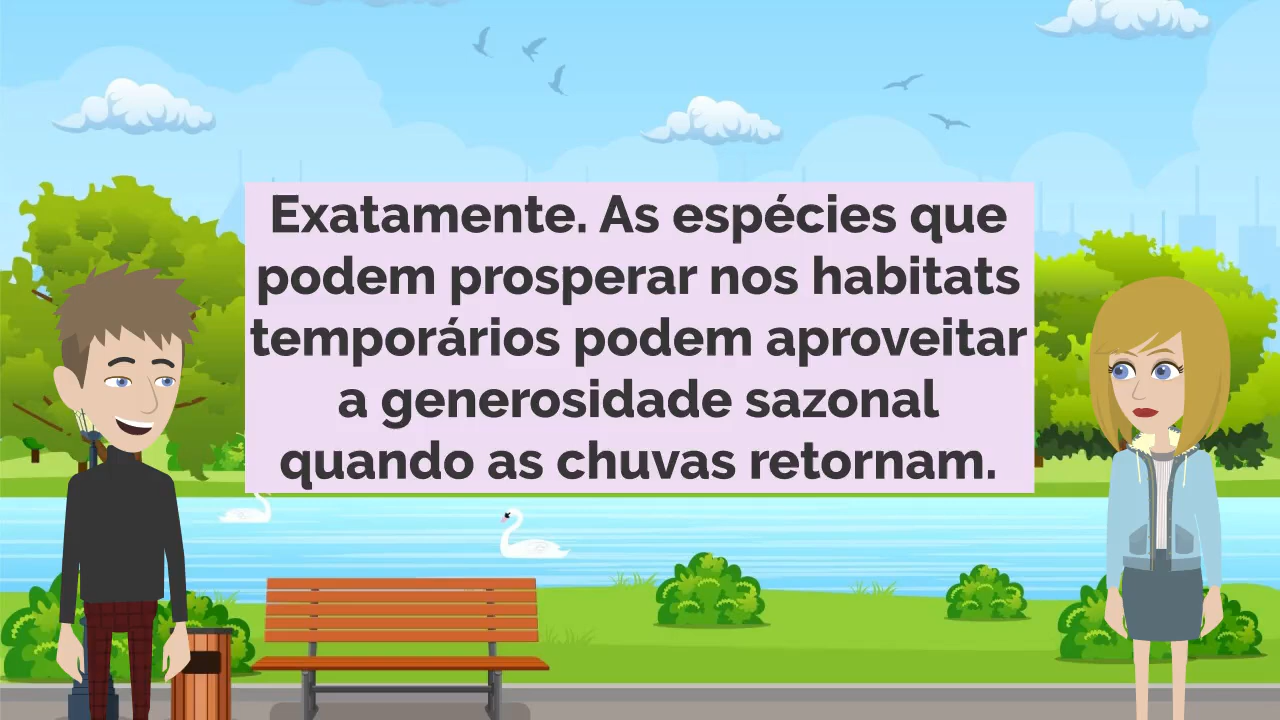 Exatamente. As espécies que
podem prosperar nos habitats
temporários podem aproveitar
a generosidade sazonal
quando as chuvas retornam.